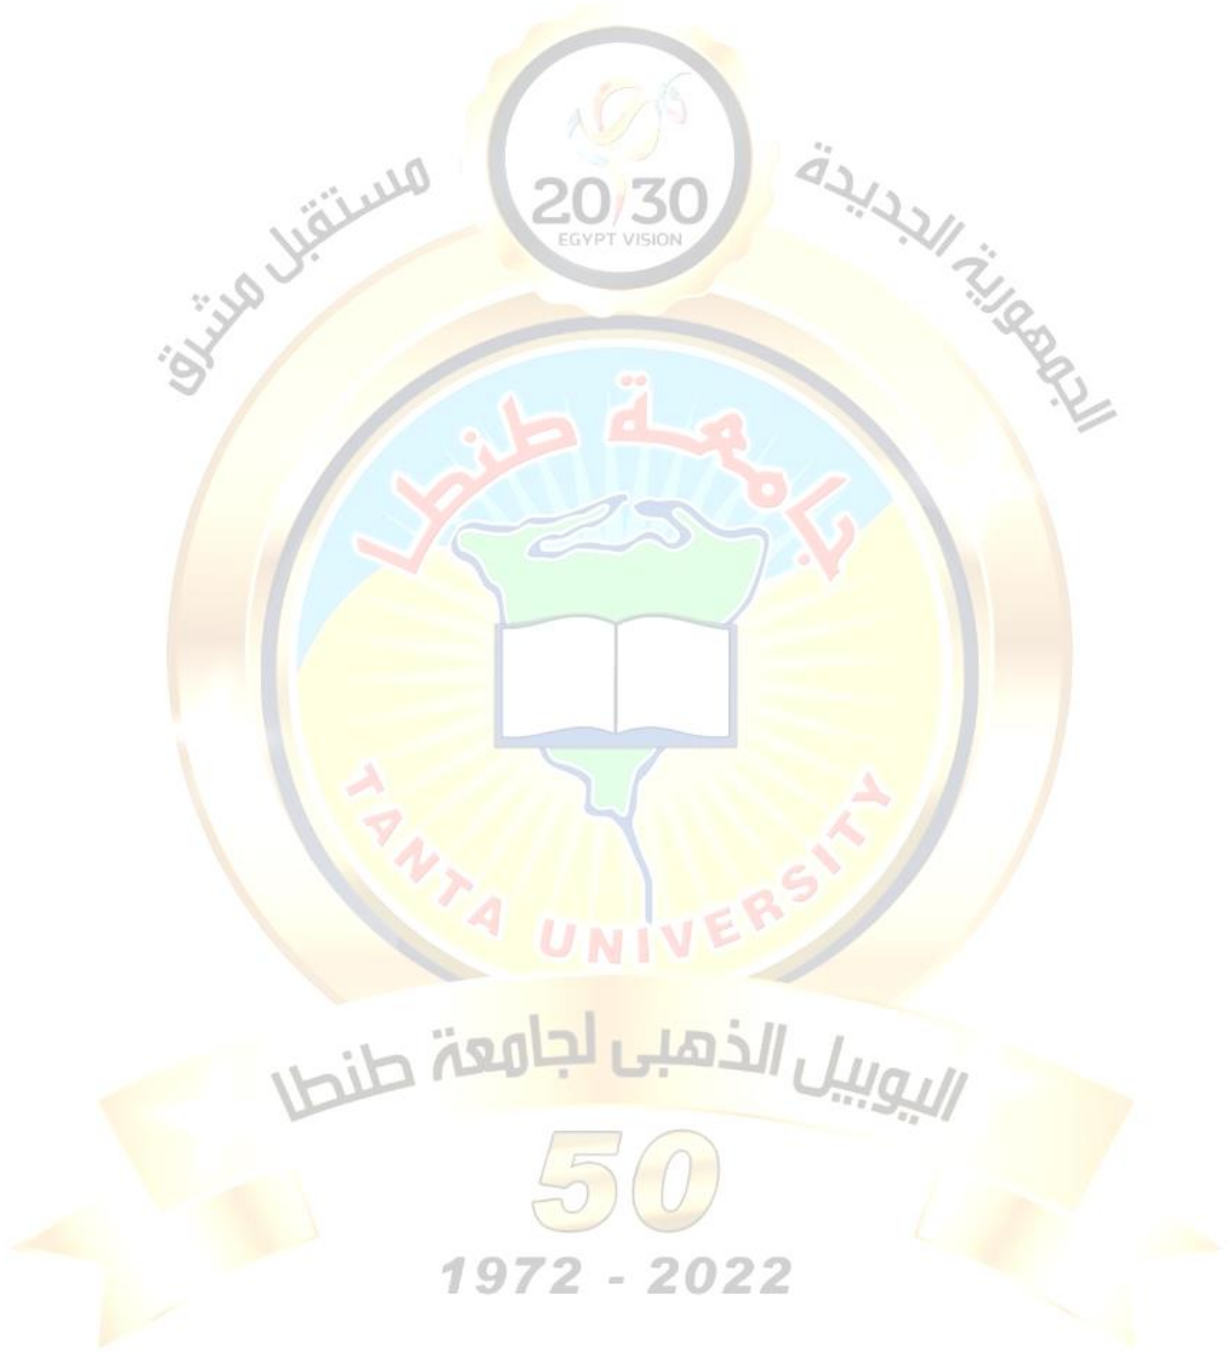 20/30
EGYPT VISION
الجمهورية الجديدة
مستقبل مشرق
جامعة طنطا
TANTA UNIVERSITY
اليوبيل الذهبى لجامعة طنطا
50
1972 - 2022